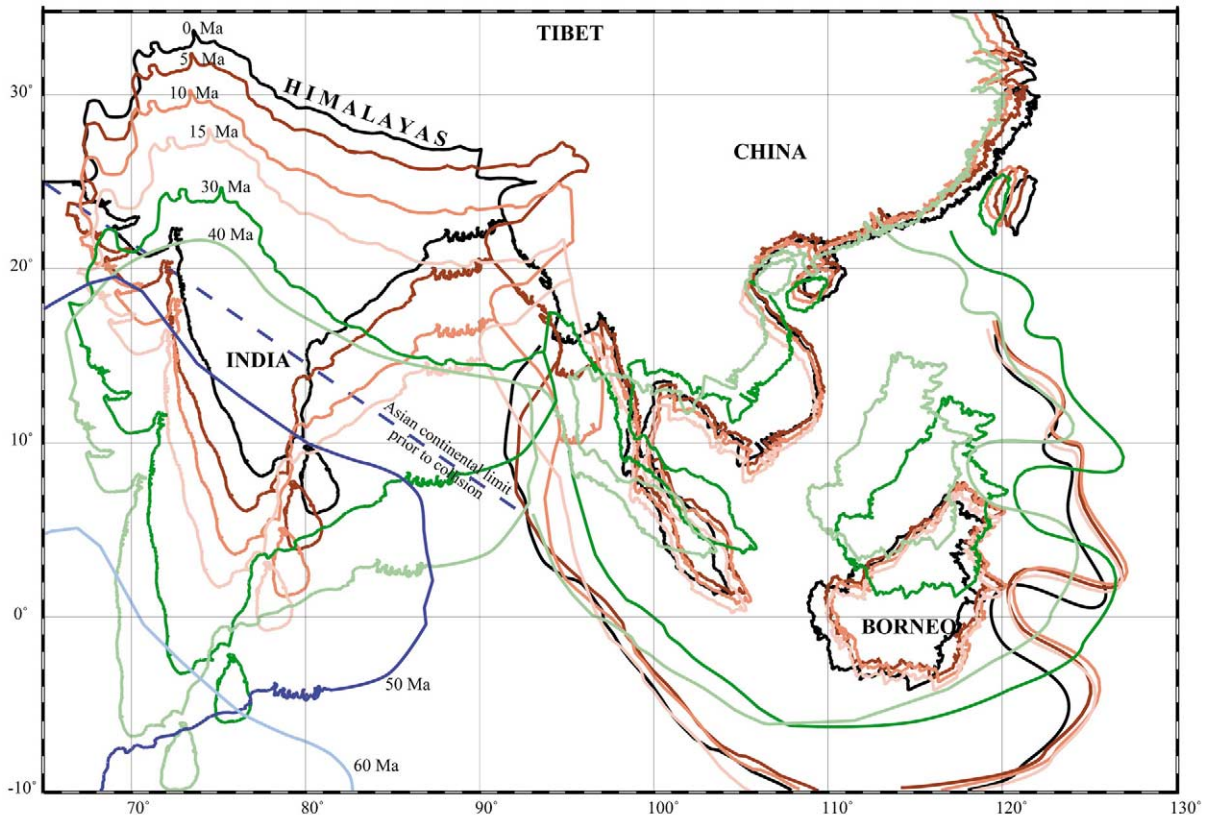 0 Ma
TIBET
5 Ma
30°
HIMALAYAS
10 Ma
15 Ma
CHINA
30 Ma
40 Ma
20°
INDIA
Asian continental limit
prior to collision
10°
0°
BORNEO
50 Ma
60 Ma
-10°
70° 80° 90° 100° 110° 120° 130°